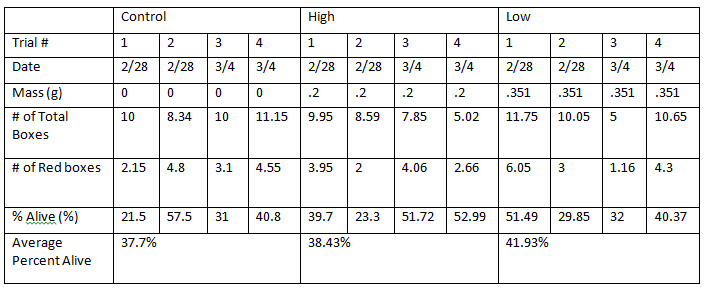 Control High Low
Trial # 1 2 3 4 1 2 3 4 1 2 3 4
Date 2/28 2/28 3/4 3/4 2/28 2/28 3/4 3/4 2/28 2/28 3/4 3/4
Mass (g) 0 0 0 0 .2 .2 .2 .2 .351 .351 .351 .351
# of Total Boxes 10 8.34 10 11.15 9.95 8.59 7.85 5.02 11.75 10.05 5 10.65
# of Red boxes 2.15 4.8 3.1 4.55 3.95 2 4.06 2.66 6.05 3 1.16 4.3
% Alive (%) 21.5 57.5 31 40.8 39.7 23.3 51.72 52.99 51.49 29.85 32 40.37
Average Percent Alive 37.7% 38.43% 41.93%